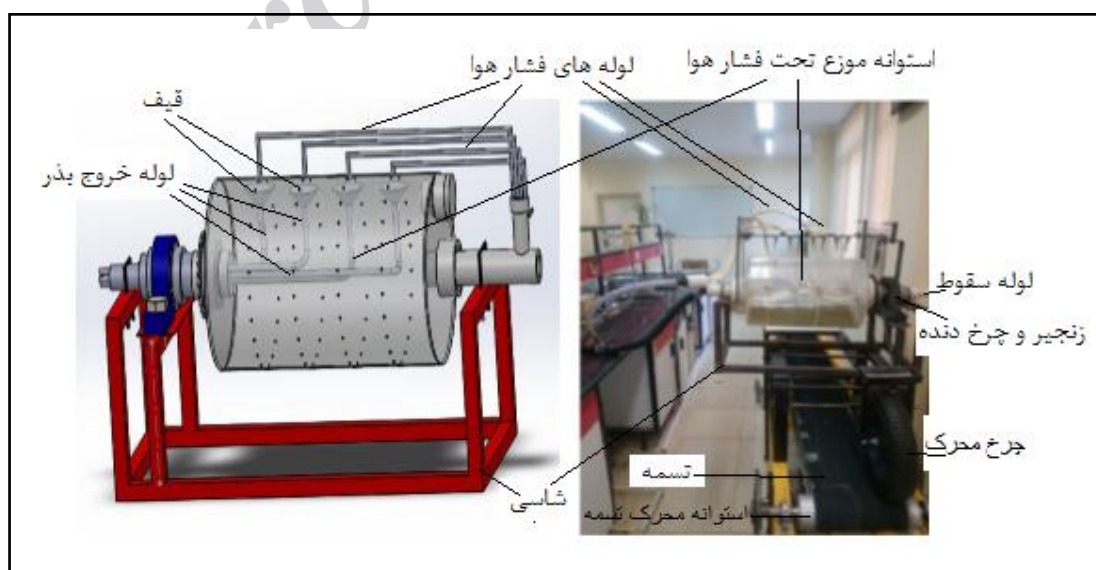 استوانه موزع تحت فشار هوا
لوله های فشار هوا
قیف
لوله خروج بذر
لوله سقوط
زنجیر و چرخ دنده
چرخ محرک
تسمه
شاسی
استوانه محرک تسمه